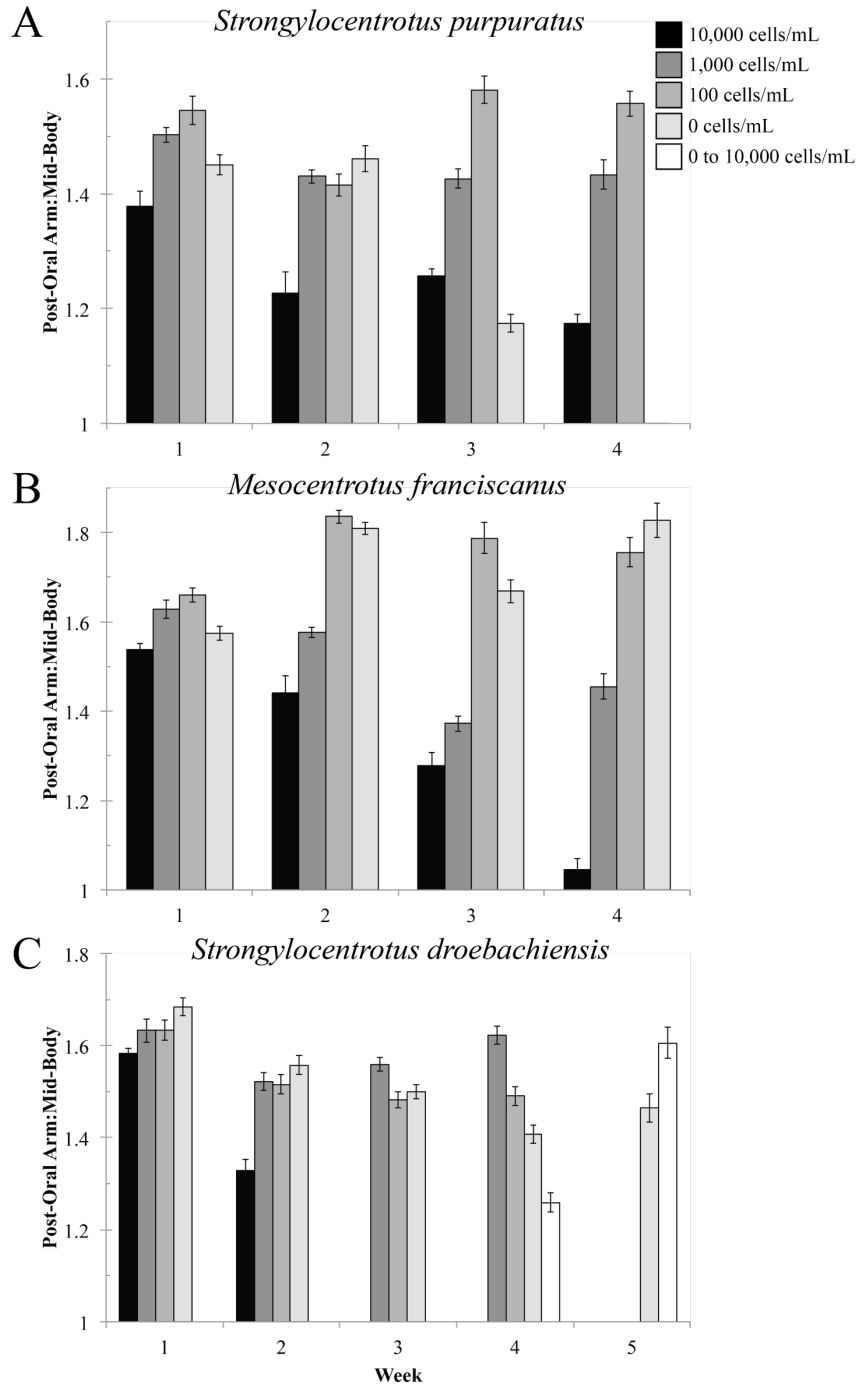 A
Strongylocentrotus purpuratus
10,000 cells/mL
1,000 cells/mL
100 cells/mL
0 cells/mL
0 to 10,000 cells/mL
Post-Oral Arm:Mid-Body
1.6
1.4
1.2
1
1 2 3 4
B
Mesocentrotus franciscanus
Post-Oral Arm:Mid-Body
1.8
1.6
1.4
1.2
1
1 2 3 4
C
Strongylocentrotus droebachiensis
Post-Oral Arm:Mid-Body
1.8
1.6
1.4
1.2
1
1 2 3 4 5
Week